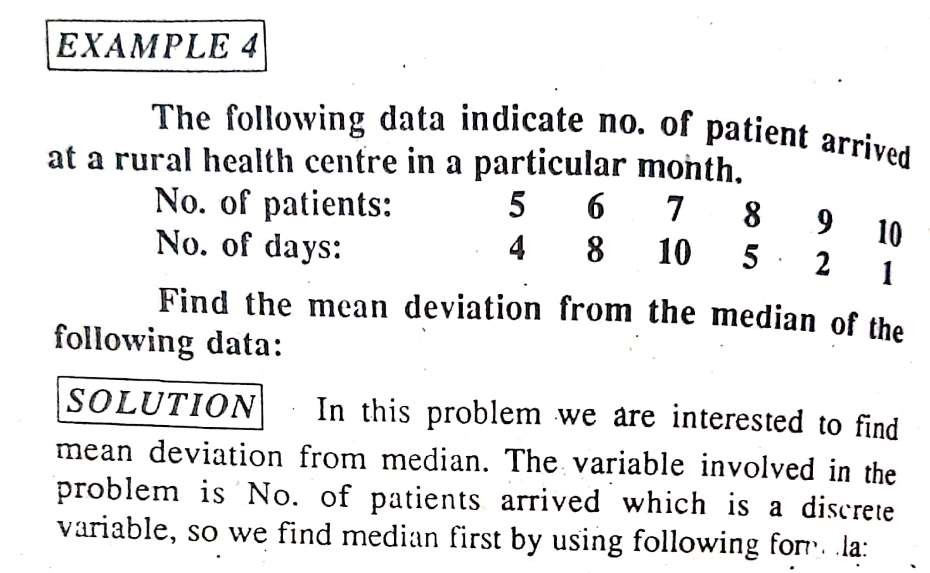 EXAMPLE 4
The following data indicate no. of patient arrived
at a rural health centre in a particular month.
No. of patients: 5 6 7 8 9 10
No. of days: 4 8 10 5 2 1
Find the mean deviation from the median of the
following data:
SOLUTION In this problem we are interested to find
mean deviation from median. The variable involved in the
problem is No. of patients arrived which is a discrete
variable, so we find median first by using following